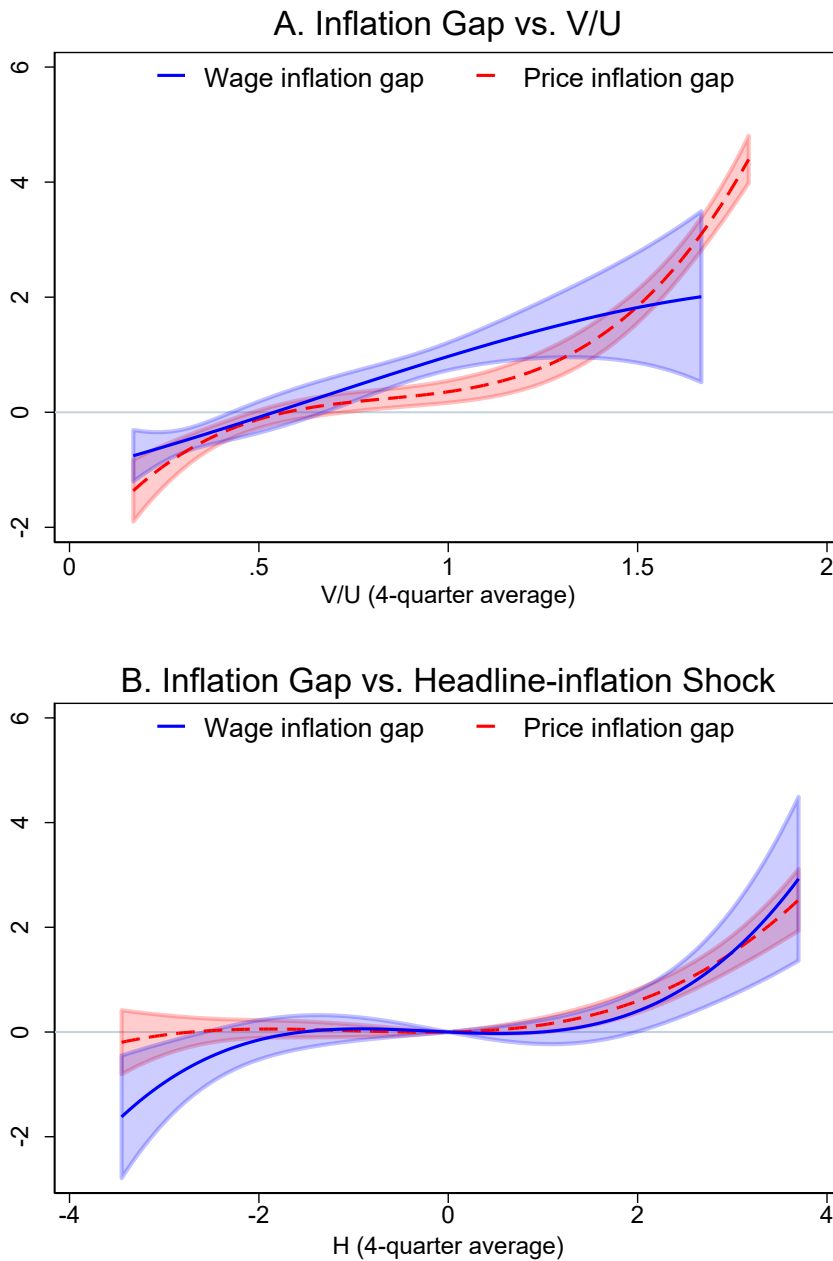 A. Inflation Gap vs. V/U
Wage inflation gap Price inflation gap
6
4
2
0
-2
0 .5 1 1.5 2
V/U (4-quarter average)
B. Inflation Gap vs. Headline-inflation Shock
Wage inflation gap Price inflation gap
6
4
2
0
-2
-4 -2 0 2 4
H (4-quarter average)